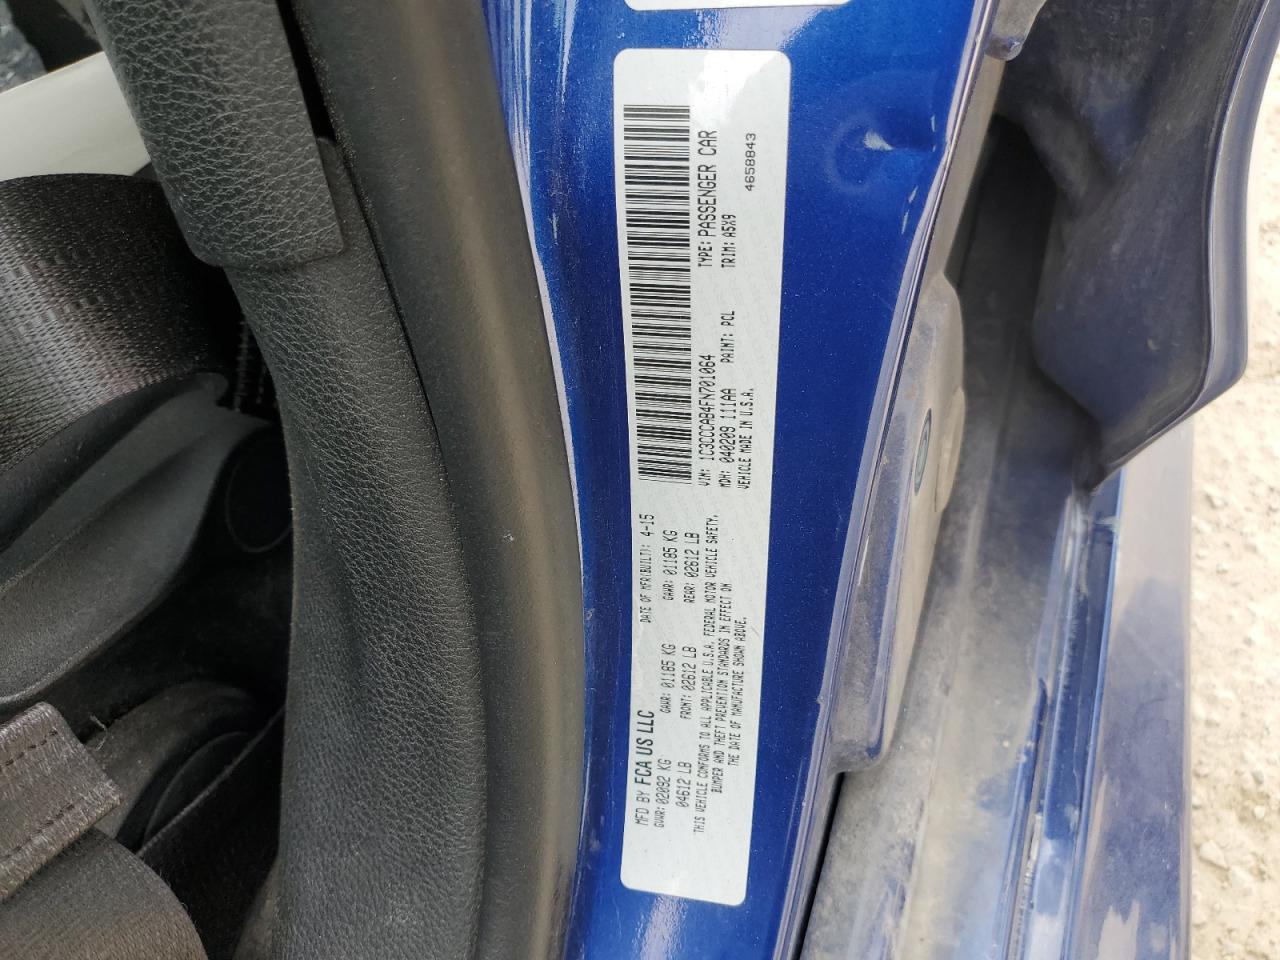 MFD BY FCA US LLC
DATE OF MFR(BUILT): 4-15
GVWR: 02092 KG
GAWR: 01185 KG
GAWR: 01185 KG
04612 LB
FRONT: 02612 LB
REAR: 02612 LB
THIS VEHICLE CONFORMS TO ALL APPLICABLE U.S.A. FEDERAL MOTOR VEHICLE SAFETY,
BUMPER AND THEFT PREVENTION STANDARDS IN EFFECT ON
THE DATE OF MANUFACTURE SHOWN ABOVE.
VIN: 1C3CCCAB4FN701064
TYPE: PASSENGER CAR
MDH: 040209 111AA
PAINT: PCL
TRIM: A5X9
VEHICLE MADE IN U.S.A.
4658843